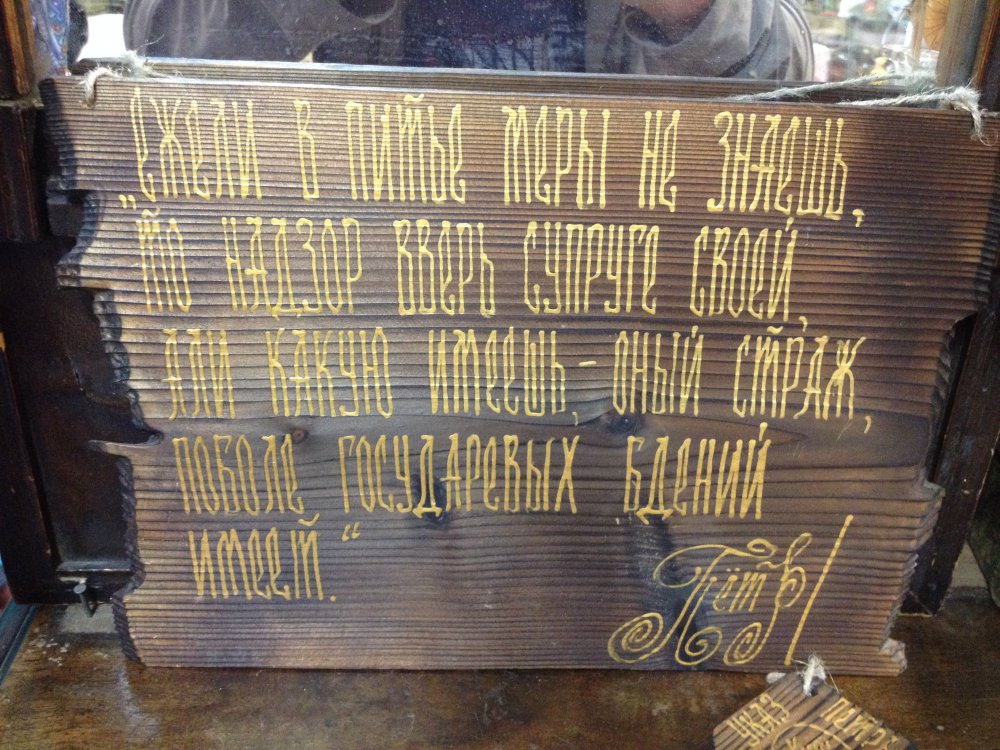 "Ежели в питье меры не знаешь,
то надзор вверь супруге своей,
али какую имеешь,- оный страж,
поболе государевых бдений
имеет."
Пётр I